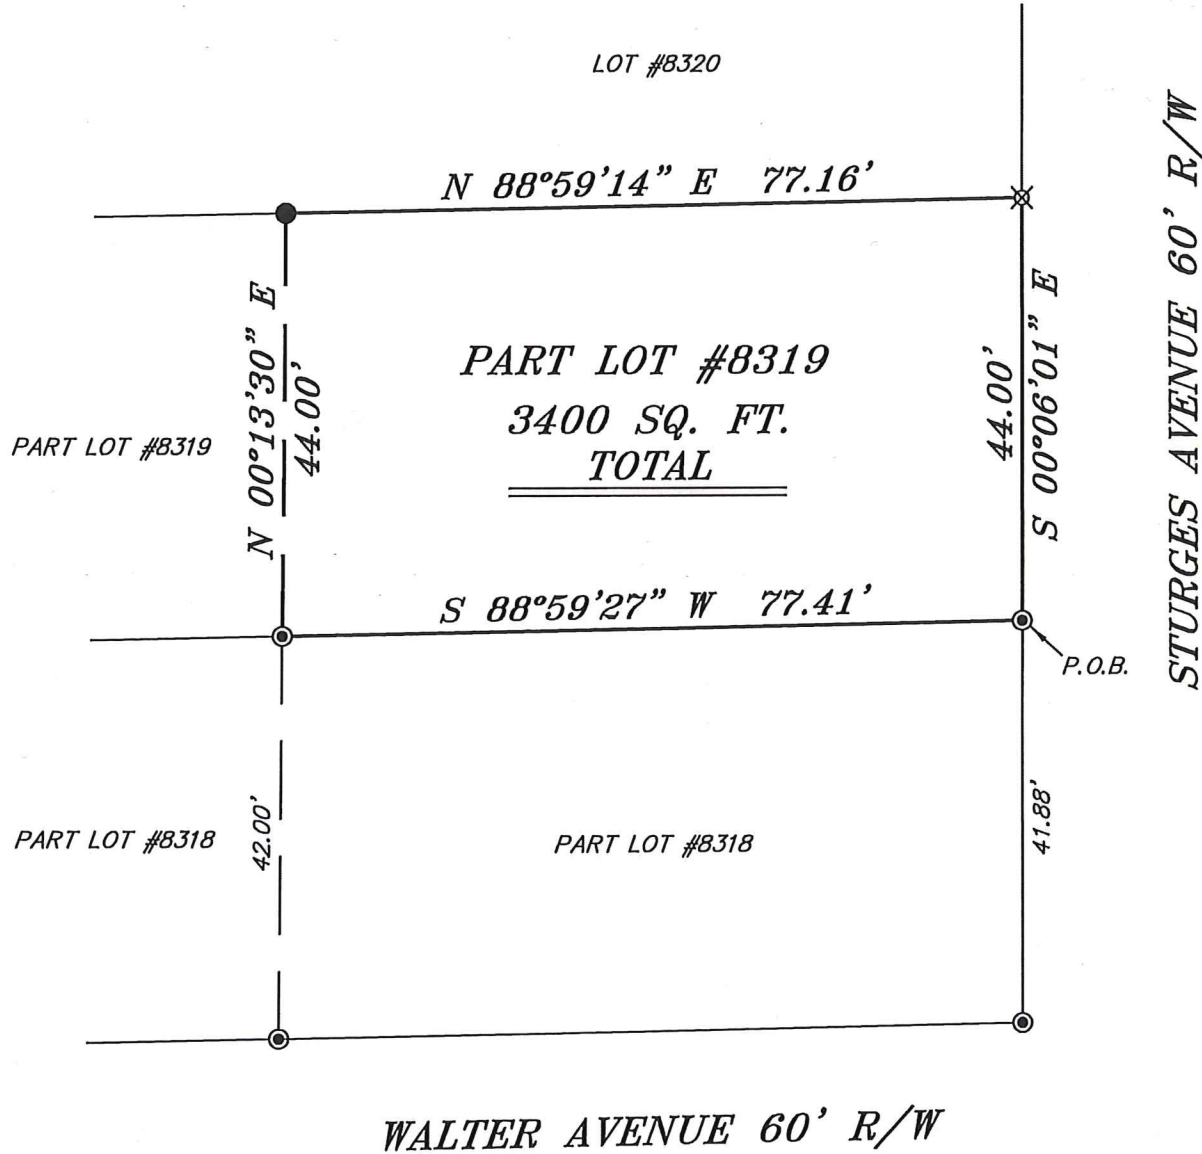 LOT #8320
N 88°59'14" E 77.16'
STURGES AVENUE 60' R/W
N 00°13'30" E
44.00'
PART LOT #8319
3400 SQ. FT.
TOTAL
44.00'
S 00°06'01" E
PART LOT #8319
S 88°59'27" W 77.41'
P.O.B.
PART LOT #8318
42.00'
PART LOT #8318
41.88'
WALTER AVENUE 60' R/W